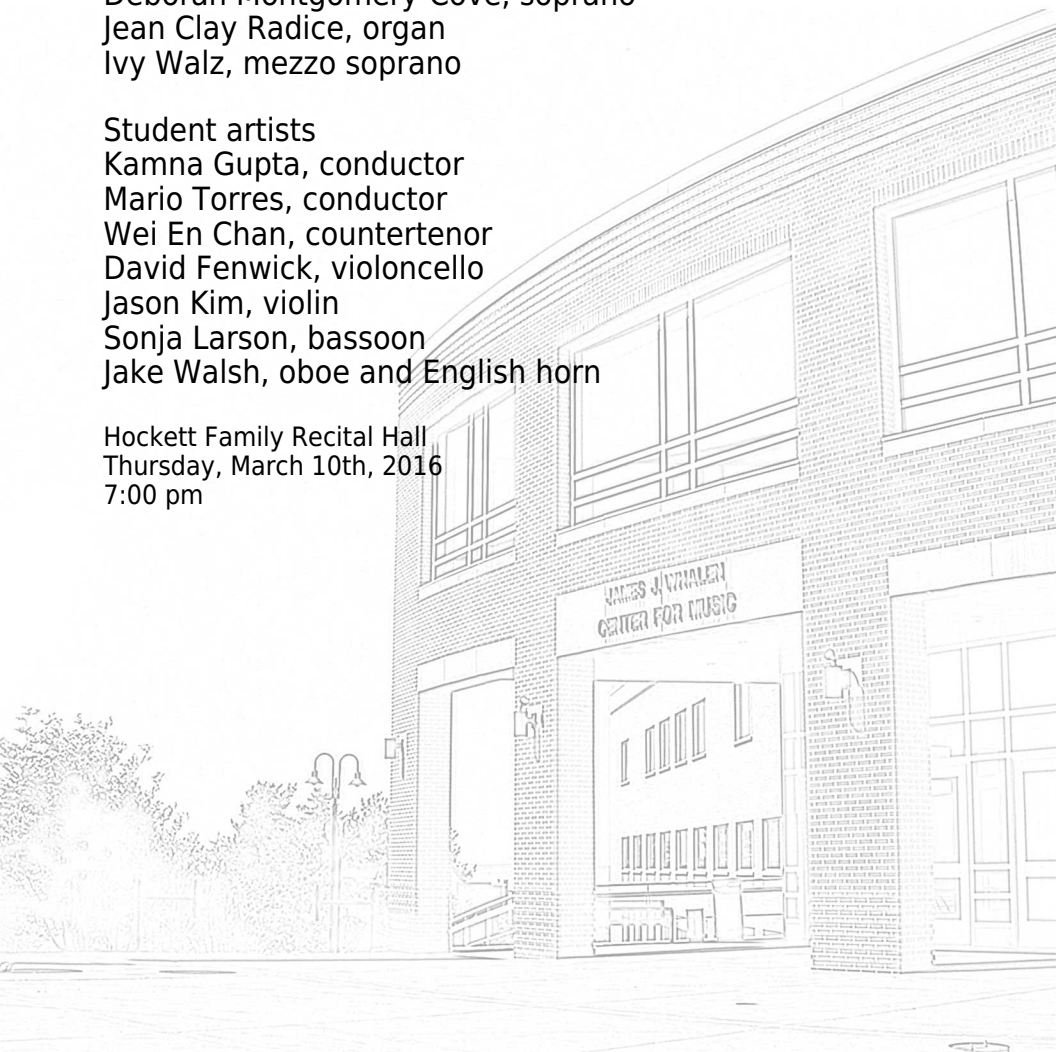 Deborah Montgomery-Cove, soprano
Jean Clay Radice, organ
Ivy Walz, mezzo soprano
Student artists
Kamna Gupta, conductor
Mario Torres, conductor
Wei En Chan, countertenor
David Fenwick, violoncello
Jason Kim, violin
Sonja Larson, bassoon
Jake Walsh, oboe and English horn
Hockett Family Recital Hall
Thursday, March 10th, 2016
7:00 pm
JAMES J. WHALEN
CENTER FOR MUSIC